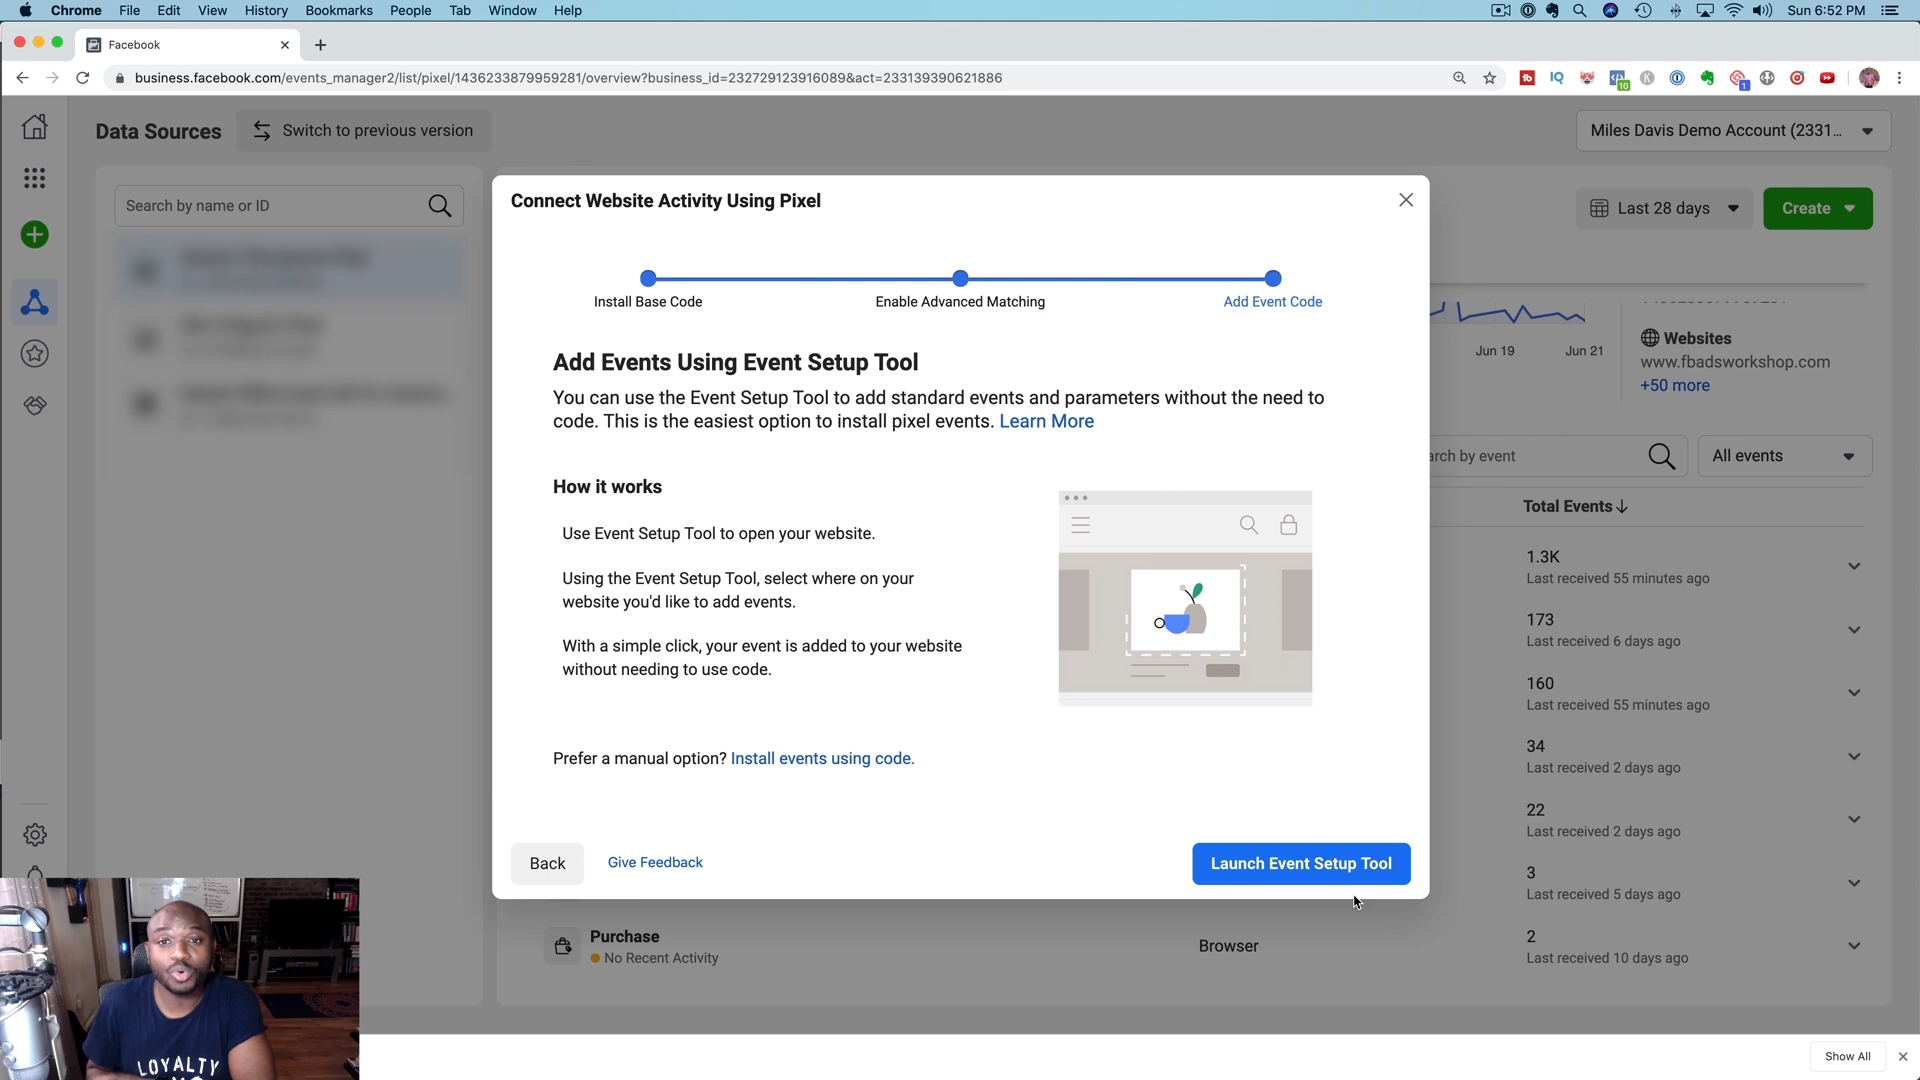 Chrome File Edit View History Bookmarks People Tab Window Help
Sun 6:52 PM
Facebook
business.facebook.com/events_manager2/list/pixel/1436233879959281/overview?business_id=232729123916089&act=233139390621886
Data Sources
Switch to previous version
Miles Davis Demo Account (2331...
Search by name or ID
Last 28 days
Create
Connect Website Activity Using Pixel
Install Base Code
Enable Advanced Matching
Add Event Code
Add Events Using Event Setup Tool
You can use the Event Setup Tool to add standard events and parameters without the need to
code. This is the easiest option to install pixel events. Learn More
How it works
Use Event Setup Tool to open your website.
Using the Event Setup Tool, select where on your
website you'd like to add events.
With a simple click, your event is added to your website
without needing to use code.
Prefer a manual option? Install events using code.
Back
Give Feedback
Launch Event Setup Tool
Jun 19
Jun 21
Websites
www.fbadsworkshop.com
+50 more
arch by event
All events
Total Events
1.3K
Last received 55 minutes ago
173
Last received 6 days ago
160
Last received 55 minutes ago
34
Last received 2 days ago
22
Last received 2 days ago
3
Last received 5 days ago
Purchase
No Recent Activity
Browser
2
Last received 10 days ago
LOYALTY
Show All